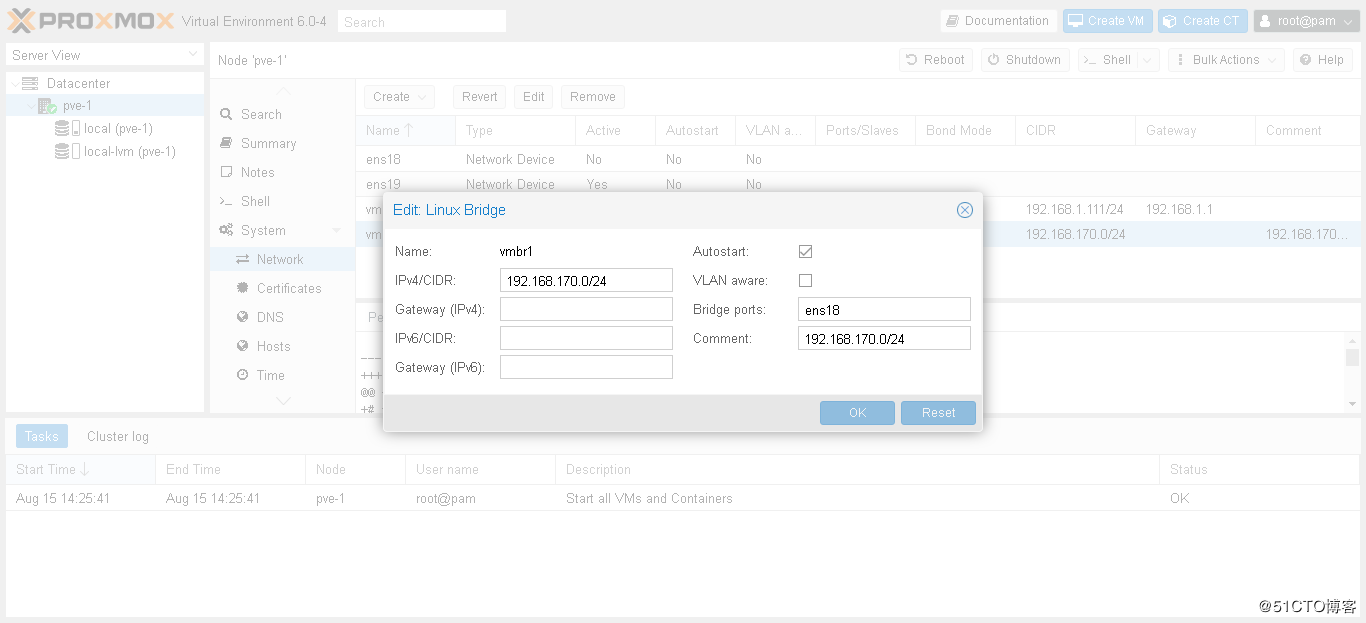 PROXMOX Virtual Environment 6.0-4 Search Documentation Create VM Create CT root@pam
Server View Node 'pve-1' Reboot Shutdown Shell Bulk Actions Help
Datacenter
pve-1
local (pve-1)
local-lvm (pve-1)
Search
Summary
Notes
Shell
System
Network
Certificates
DNS
Hosts
Time
Create Revert Edit Remove
Name Type Active Autostart VLAN a... Ports/Slaves Bond Mode CIDR Gateway Comment
ens18 Network Device No No No
ens19 Network Device Yes No No
vm 192.168.1.111/24 192.168.1.1
vm 192.168.170.0/24 192.168.170...
Pe
+++
@@
+#
Edit: Linux Bridge
Name: vmbr1 Autostart:
IPv4/CIDR: 192.168.170.0/24 VLAN aware:
Gateway (IPv4): Bridge ports: ens18
IPv6/CIDR: Comment: 192.168.170.0/24
Gateway (IPv6):
OK Reset
Tasks Cluster log
Start Time End Time Node User name Description Status
Aug 15 14:25:41 Aug 15 14:25:41 pve-1 root@pam Start all VMs and Containers OK
@51CTO博客